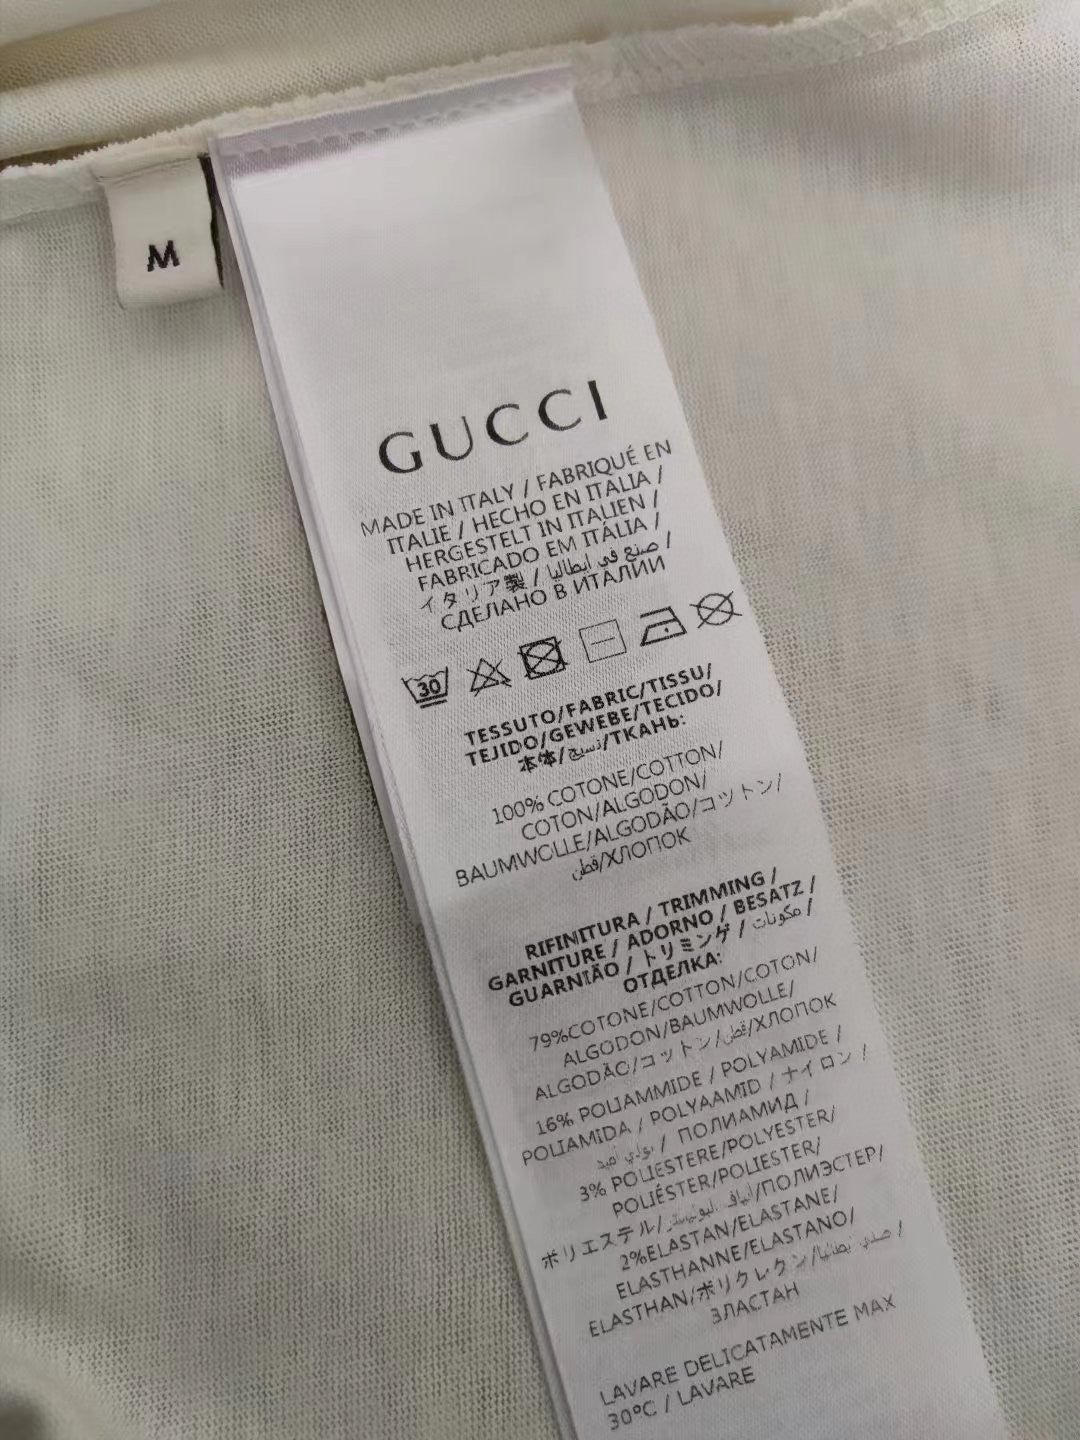 M
GUCCI
MADE IN ITALY / FABRIQUÉ EN
ITALIE / HECHO EN ITALIA /
HERGESTELT IN ITALIEN /
FABRICADO EM ITÁLIA /
イタリア製 / صنع في ايطاليا /
СДЕЛАНО В ИТАЛИИ
30
TESSUTO/FABRIC/TISSU/
TEJIDO/GEWEBE/TECIDO/
本体/نسيج/ТКАНЬ:
100% COTONE/COTTON/
COTON/ALGODON/
BAUMWOLLE/ALGODÃO/コットン/
قطن/ХЛОПОК
RIFINITURA / TRIMMING /
GARNITURE / ADORNO / BESATZ /
GUARNIÃO / トリミング / مكونات /
ОТДЕЛКА:
79%COTONE/COTTON/COTON/
ALGODON/BAUMWOLLE/
ALGODÃO/コットン/قطن/ХЛОПОК
16% POLIAMMIDE / POLYAMIDE /
POLIAMIDA / POLYAAMID / ナイロン /
/ ПОЛИАМИД /
3% POLIESTERE/POLYESTER/
POLIÉSTER/POLIESTER/
ポリエステル/ألياف البوليستر/ПОЛИЭСТЕР/
2%ELASTAN/ELASTANE/
ELASTHANNE/ELASTANO/
ELASTHAN/ポリクレクン/
ЗЛАСТАН
LAVARE DELICATAMENTE MAX
30°C / LAVARE